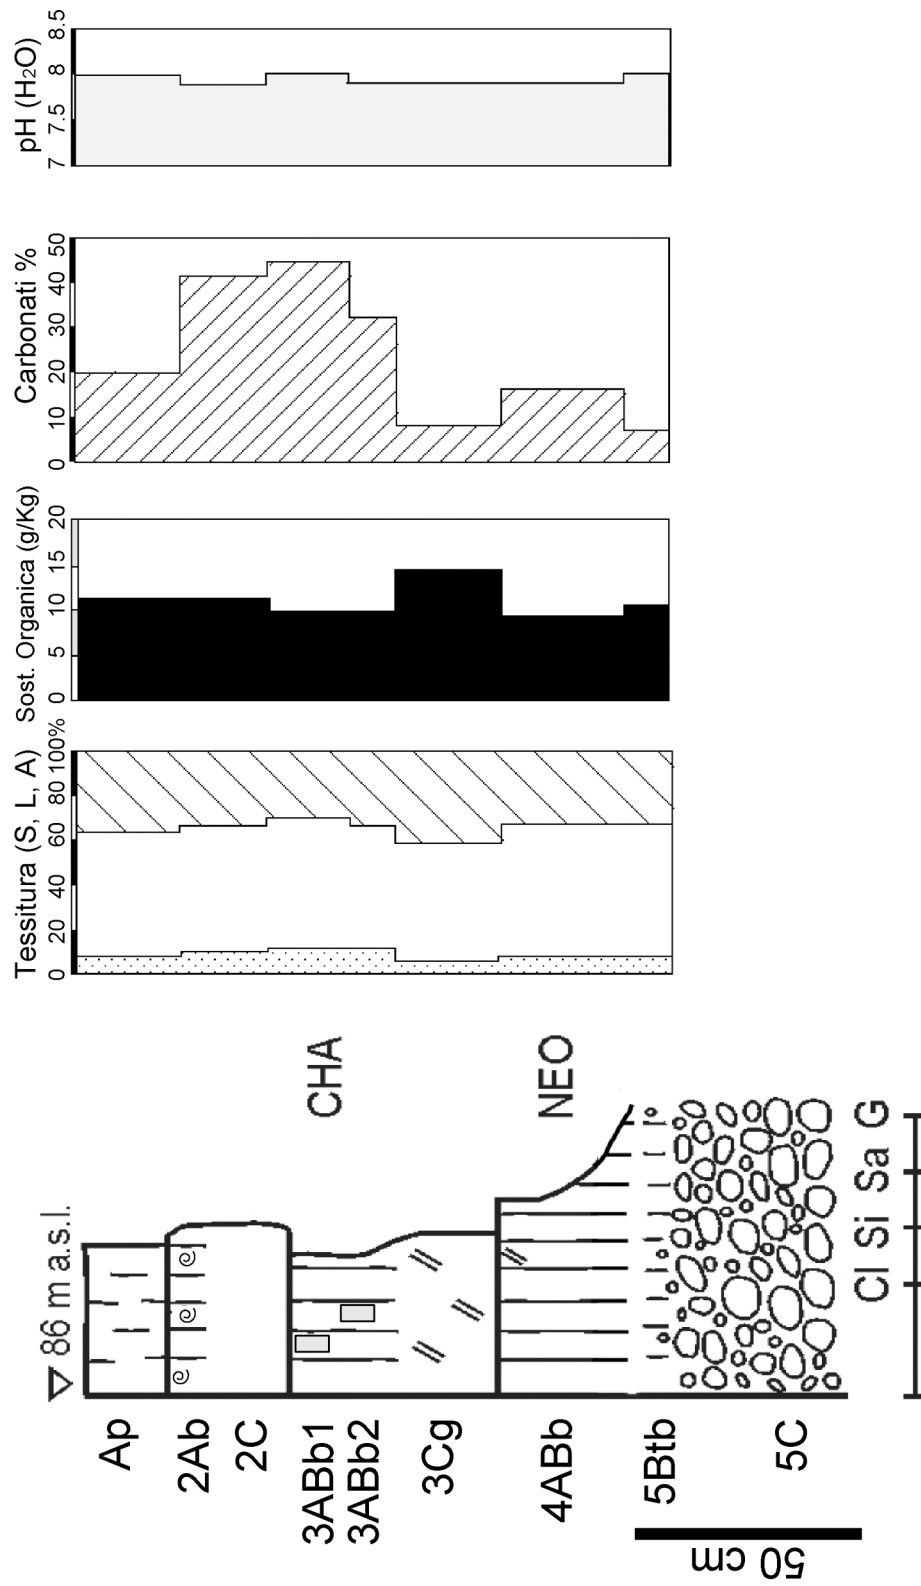 pH (H₂O)
7 7.5 8 8.5
Carbonati %
0 10 20 30 40 50
Sost. Organica (g/Kg)
0 5 10 15 20
Tessitura (S, L, A)
0 20 40 60 80 100%
86 m a.s.l.
CHA
NEO
Ap
2Ab
2C
3ABb1
3ABb2
3Cg
4ABb
5Btb
5C
Cl Si Sa G
50 cm